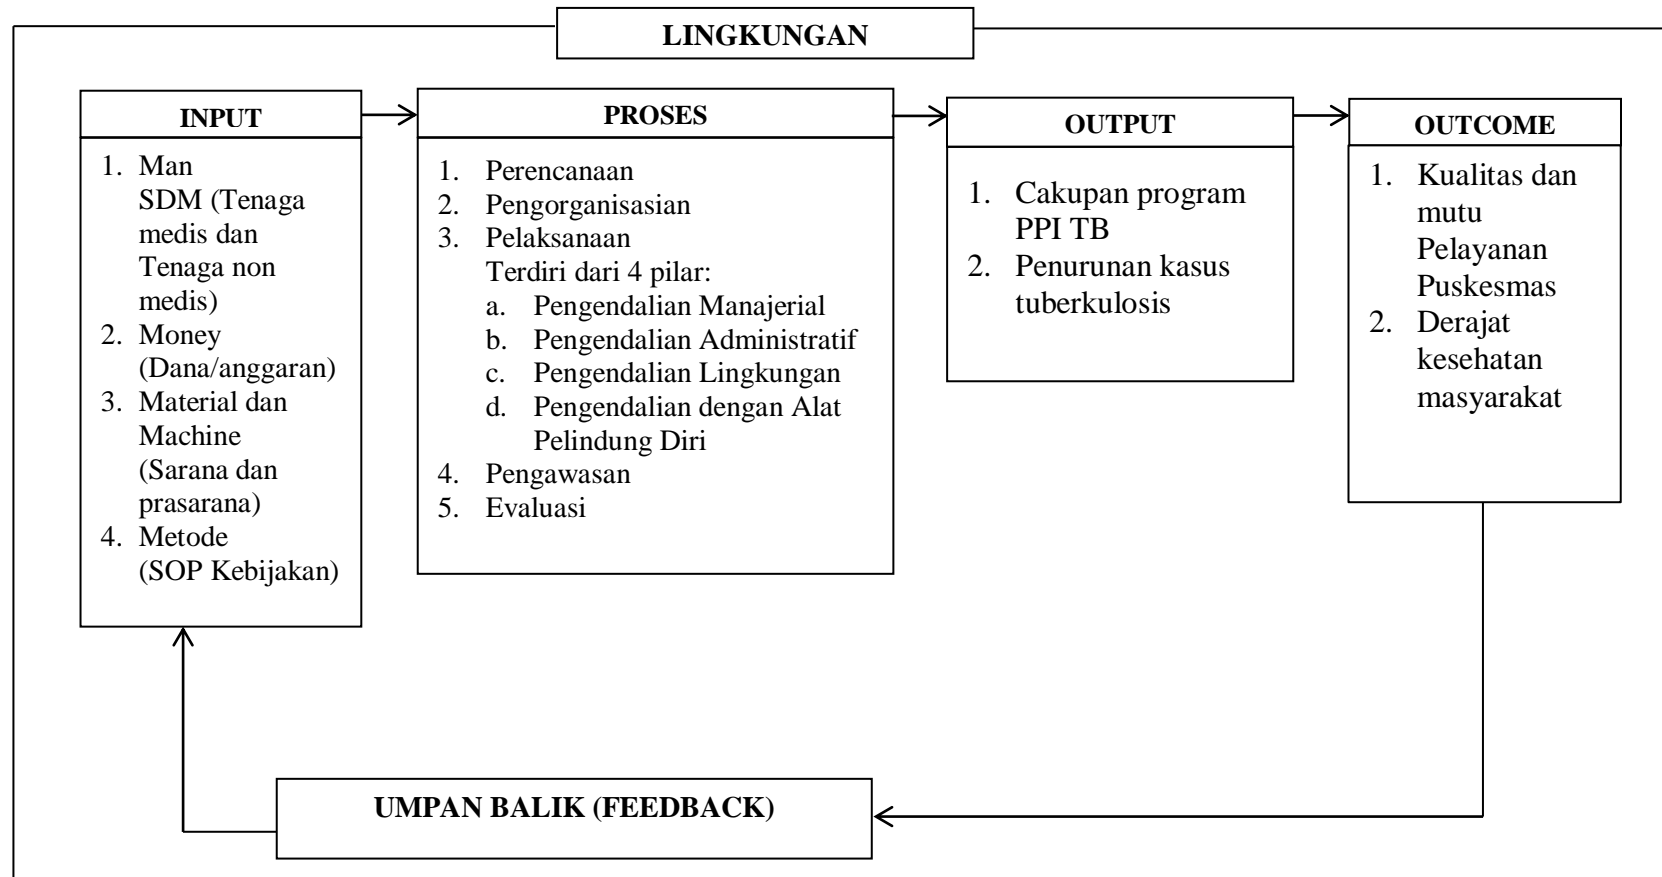 LINGKUNGAN
INPUT
1. Man
SDM (Tenaga
medis dan
Tenaga non
medis)
2. Money
(Dana/anggaran)
3. Material dan
Machine
(Sarana dan
prasarana)
4. Metode
(SOP Kebijakan)
PROSES
1. Perencanaan
2. Pengorganisasian
3. Pelaksanaan
Terdiri dari 4 pilar:
a. Pengendalian Manajerial
b. Pengendalian Administratif
c. Pengendalian Lingkungan
d. Pengendalian dengan Alat
Pelindung Diri
4. Pengawasan
5. Evaluasi
OUTPUT
1. Cakupan program
PPI TB
2. Penurunan kasus
tuberkulosis
OUTCOME
1. Kualitas dan
mutu
Pelayanan
Puskesmas
2. Derajat
kesehatan
masyarakat
UMPAN BALIK (FEEDBACK)